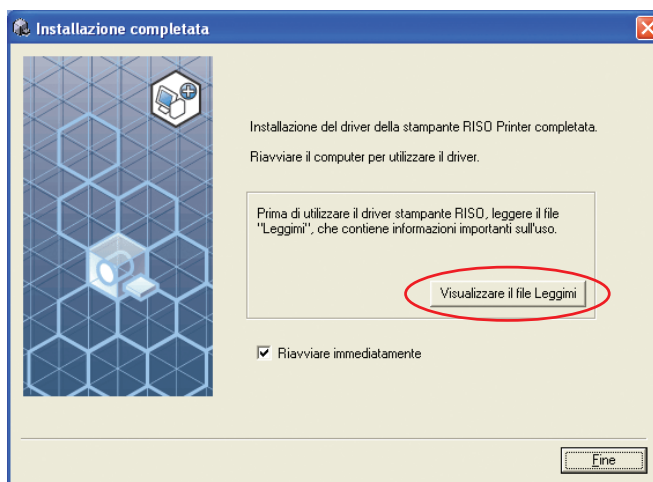 Installazione completata
Installazione del driver della stampante RISO Printer completata.
Riavviare il computer per utilizzare il driver.
Prima di utilizzare il driver stampante RISO, leggere il file
"Leggimi", che contiene informazioni importanti sull'uso.
Visualizzare il file Leggimi
Riavviare immediatamente
Fine